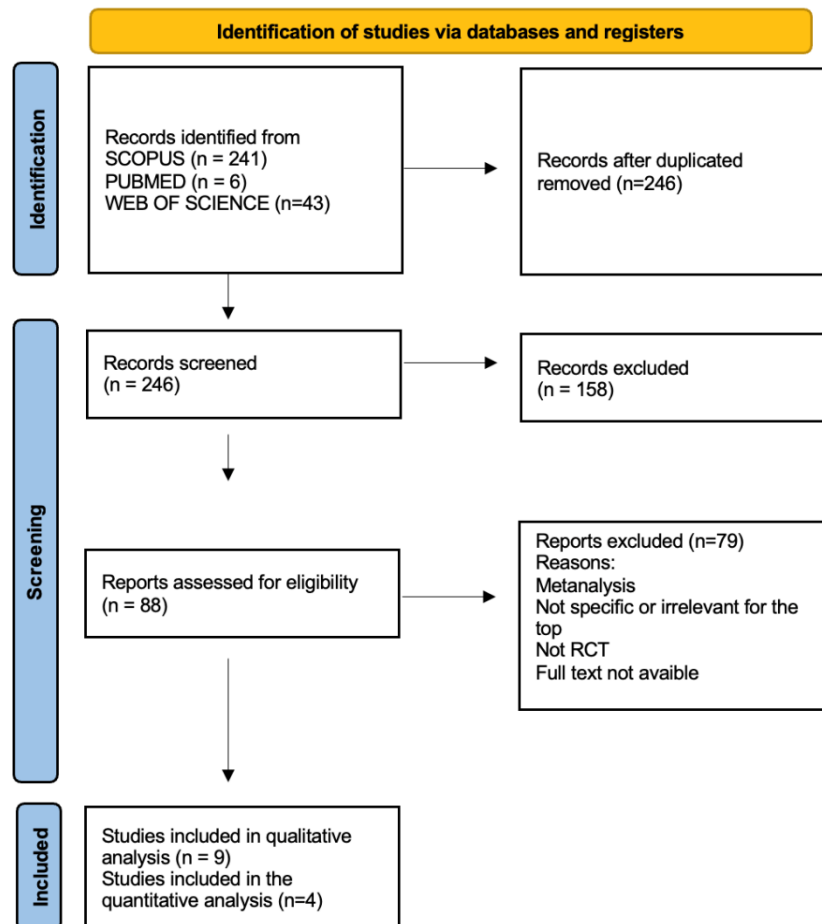 Identification of studies via databases and registers
Identification
Records identified from
SCOPUS (n = 241)
PUBMED (n = 6)
WEB OF SCIENCE (n=43)
Records after duplicated
removed (n=246)
Screening
Records screened
(n = 246)
Records excluded
(n = 158)
Reports assessed for eligibility
(n = 88)
Reports excluded (n=79)
Reasons:
Metanalysis
Not specific or irrelevant for the
top
Not RCT
Full text not avaible
Included
Studies included in qualitative
analysis (n = 9)
Studies included in the
quantitative analysis (n=4)